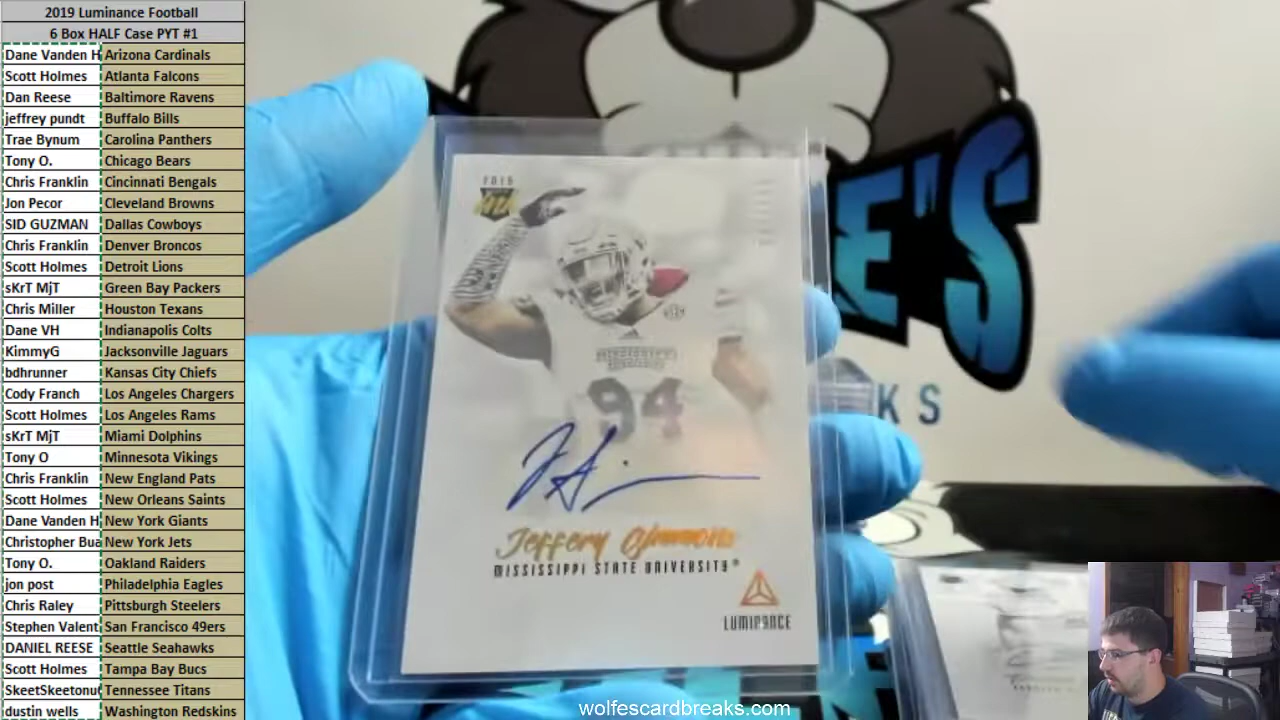 2019 Luminance Football
6 Box HALF Case PYT #1
Dane Vanden H Arizona Cardinals
Scott Holmes Atlanta Falcons
Dan Reese Baltimore Ravens
jeffrey pundt Buffalo Bills
Trae Bynum Carolina Panthers
Tony O. Chicago Bears
Chris Franklin Cincinnati Bengals
Jon Pecor Cleveland Browns
SID GUZMAN Dallas Cowboys
Chris Franklin Denver Broncos
Scott Holmes Detroit Lions
sKrT MjT Green Bay Packers
Chris Miller Houston Texans
Dane VH Indianapolis Colts
KimmyG Jacksonville Jaguars
bdhrunner Kansas City Chiefs
Cody Franch Los Angeles Chargers
Scott Holmes Los Angeles Rams
sKrT MjT Miami Dolphins
Tony O Minnesota Vikings
Chris Franklin New England Pats
Scott Holmes New Orleans Saints
Dane Vanden H New York Giants
Christopher Bua New York Jets
Tony O. Oakland Raiders
jon post Philadelphia Eagles
Chris Raley Pittsburgh Steelers
Stephen Valent San Francisco 49ers
DANIEL REESE Seattle Seahawks
Scott Holmes Tampa Bay Bucs
SkeetSkeetonu Tennessee Titans
dustin wells Washington Redskins
E'S
KS
2019
94
Jeffery Simmons
MISSISSIPPI STATE UNIVERSITY®
LUMINANCE
wolfescardbreaks.com